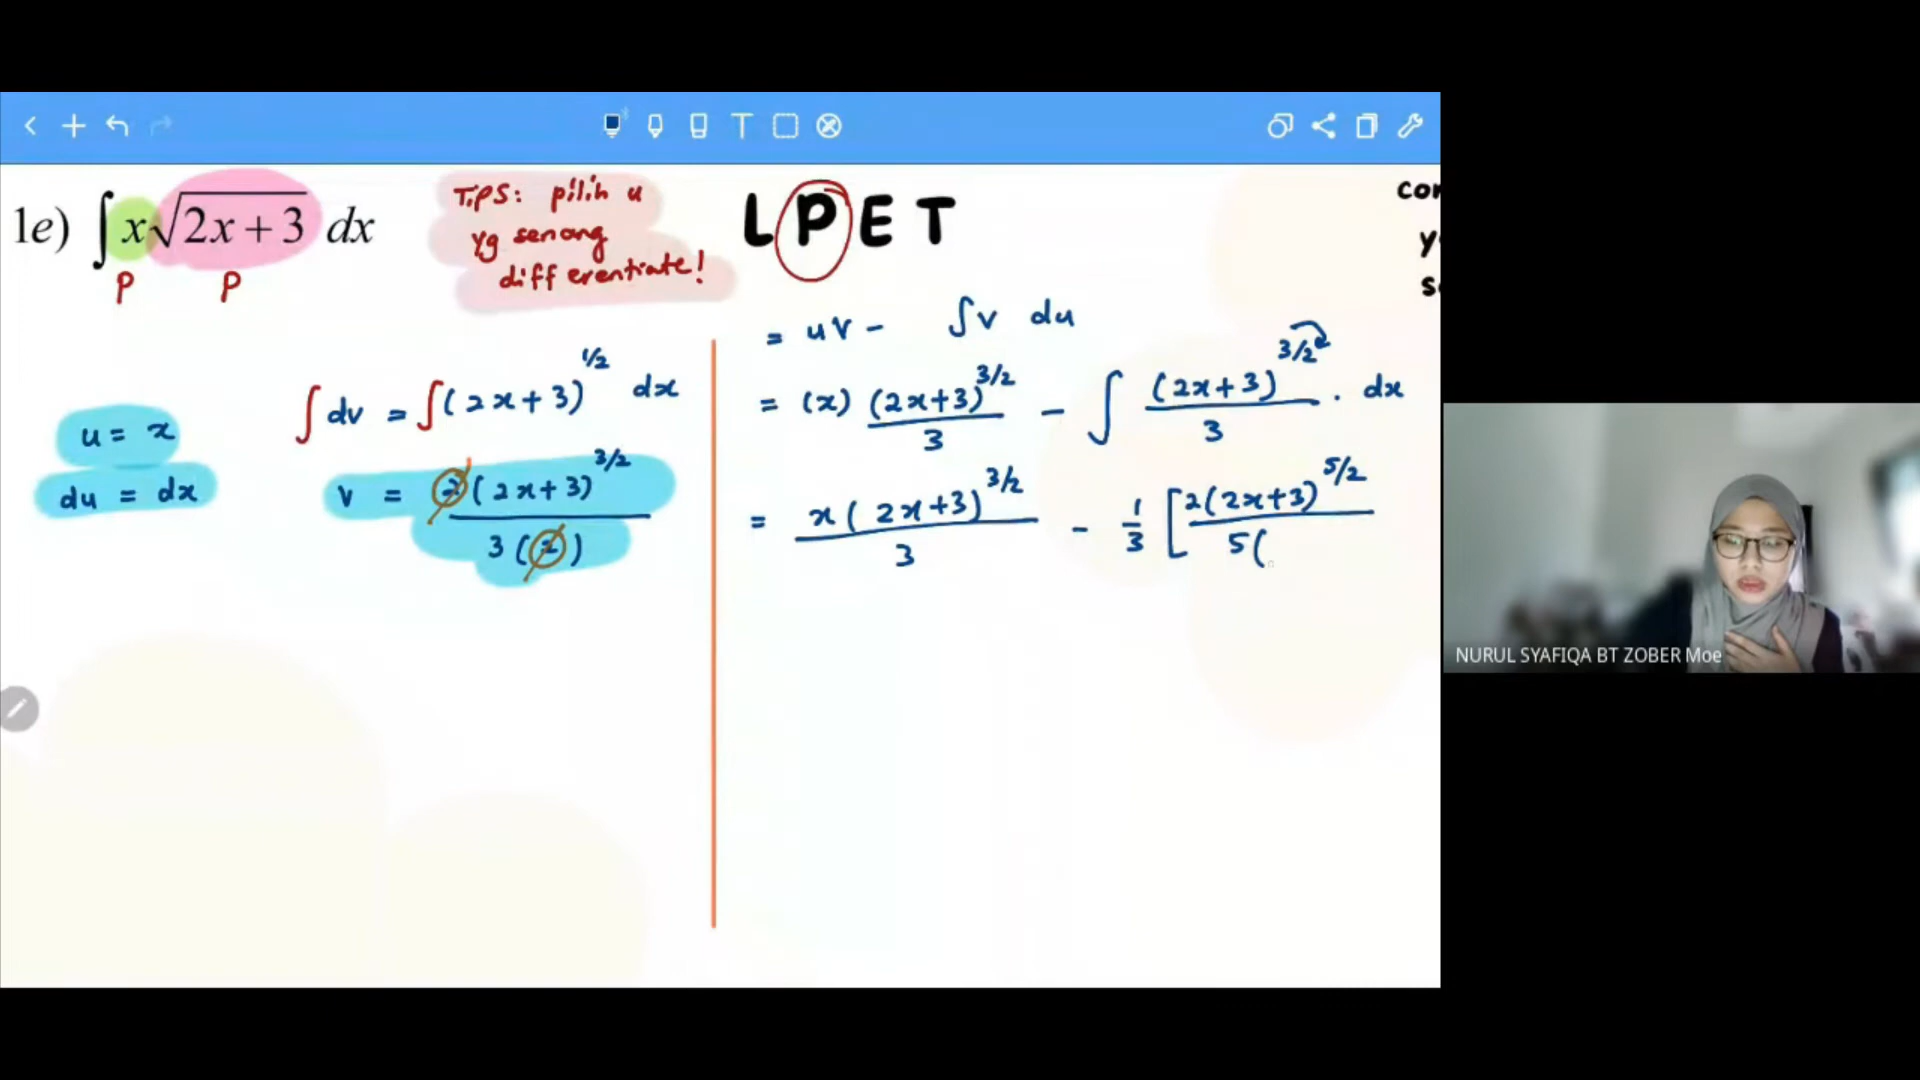 1e) ∫ x√(2x + 3) dx
P P
TIPS: pilih u
yg senang
differentiate!
L P E T
con
y
s
u = x
du = dx
∫ dv = ∫ (2x+3)^1/2 dx
v = 2(2x+3)^3/2 / 3(2)
= uv - ∫v du
= (x) (2x+3)^3/2 / 3 - ∫ (2x+3)^3/2 / 3 . dx
= x(2x+3)^3/2 / 3 - 1/3 [ 2(2x+3)^5/2 / 5(
T
NURUL SYAFIQA BT ZOBER Moe